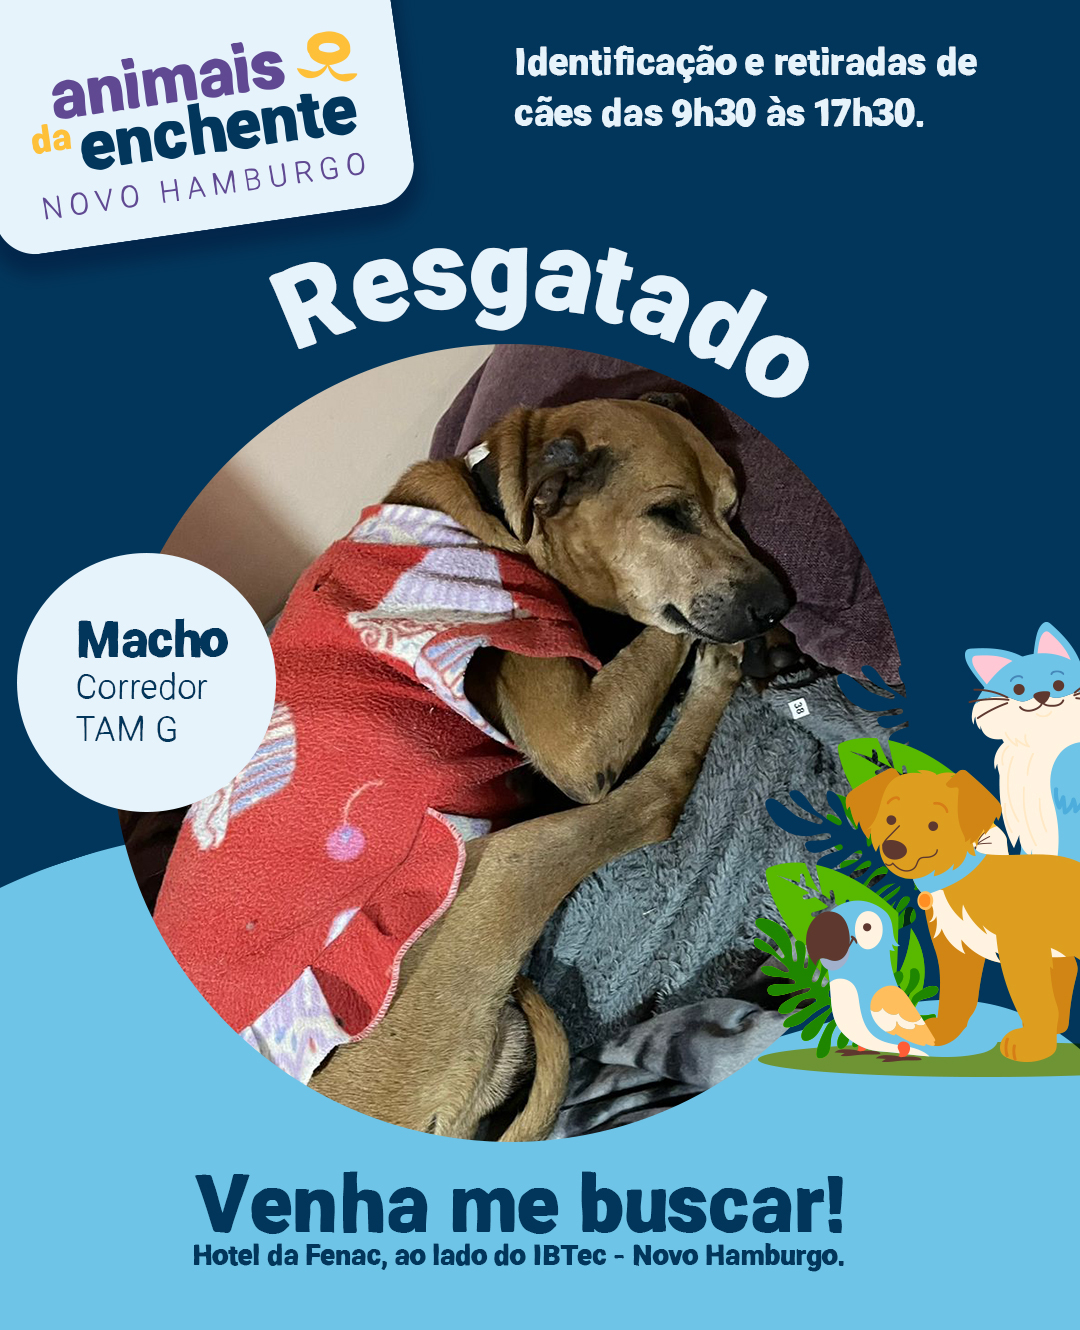 animais
da enchente
NOVO HAMBURGO
Identificação e retiradas de
cães das 9h30 às 17h30.
Resgatado
Macho
Corredor
TAM G
38
Venha me buscar!
Hotel da Fenac, ao lado do IBTec - Novo Hamburgo.